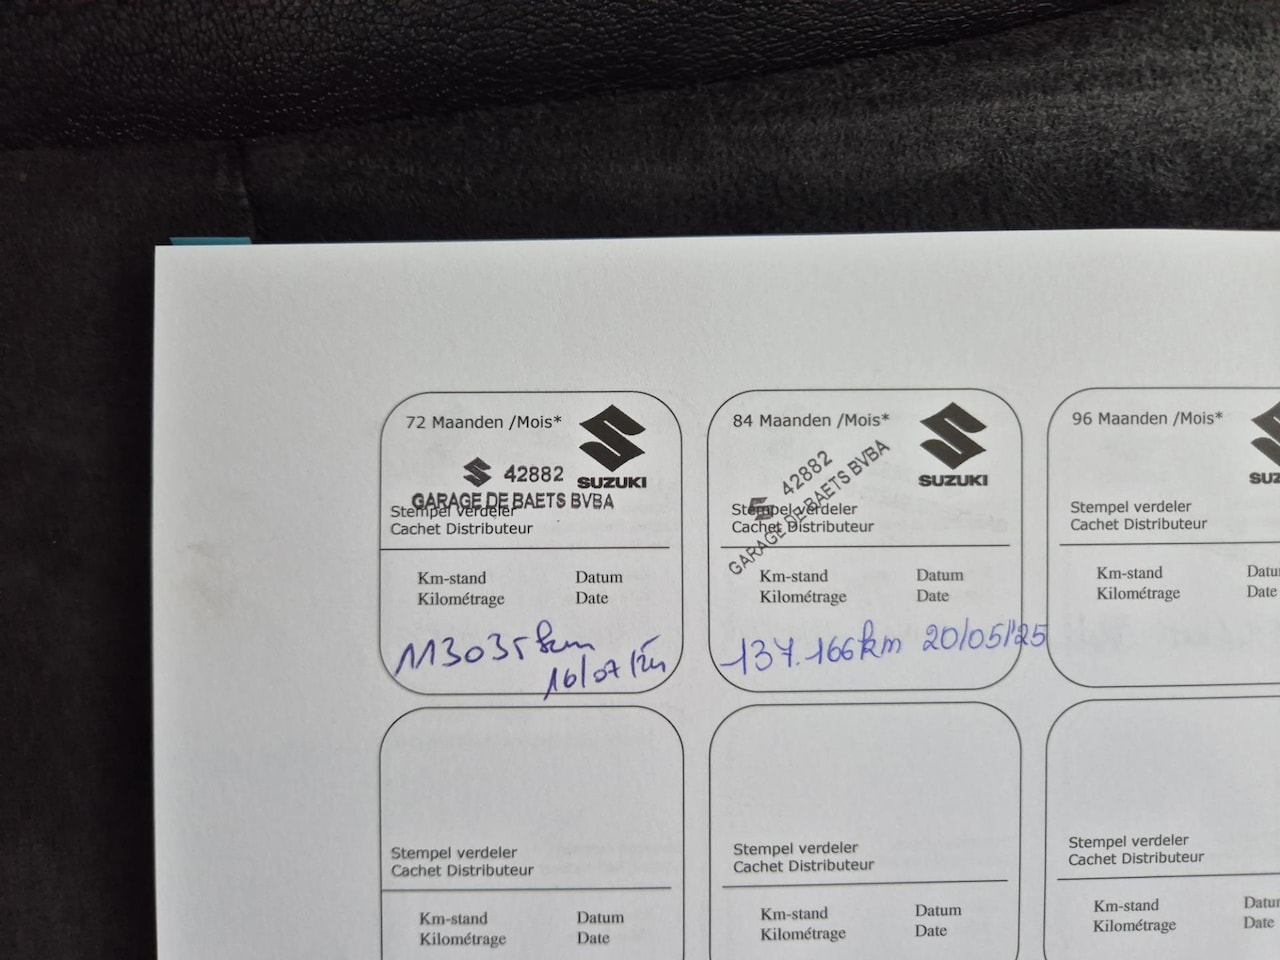 72 Maanden /Mois*
42882
SUZUKI
GARAGE DE BAETS BVBA
Stempel verdeler
Cachet Distributeur
Km-stand Datum
Kilométrage Date
113035 km
16/07/24
84 Maanden /Mois*
42882
SUZUKI
GARAGE DE BAETS BVBA
Stempel verdeler
Cachet Distributeur
Km-stand Datum
Kilométrage Date
137.166km 20/05/'25
96 Maanden /Mois*
Stempel verdeler
Cachet Distributeur
Km-stand
Kilométrage Date
Stempel verdeler
Cachet Distributeur
Km-stand Datum
Kilométrage Date
Stempel verdeler
Cachet Distributeur
Km-stand Datum
Kilométrage Date
Stempel verdeler
Cachet Distributeur
Km-stand
Kilométrage Date